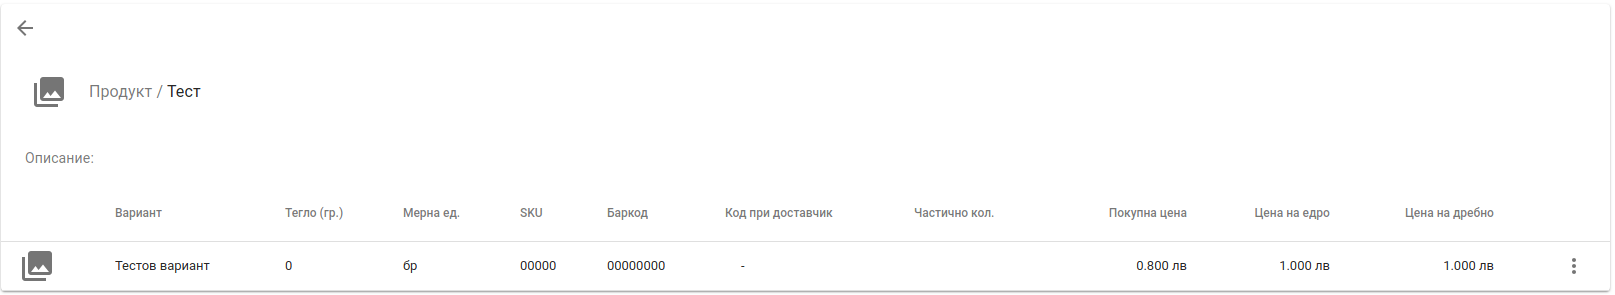 Продукт / Тест
Описание:
Вариант Тегло (гр.) Мерна ед. SKU Баркод Код при доставчик Частично кол. Покупна цена Цена на едро Цена на дребно
Тестов вариант 0 бр 00000 00000000 - 0.800 лв 1.000 лв 1.000 лв